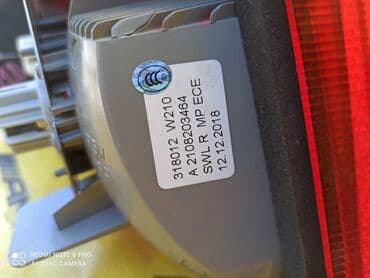 318012 W210
A 2108203464
SWL R MP ECE
12.12.2018
REDMI NOTE 8 PRO
AI QUAD CAMERA